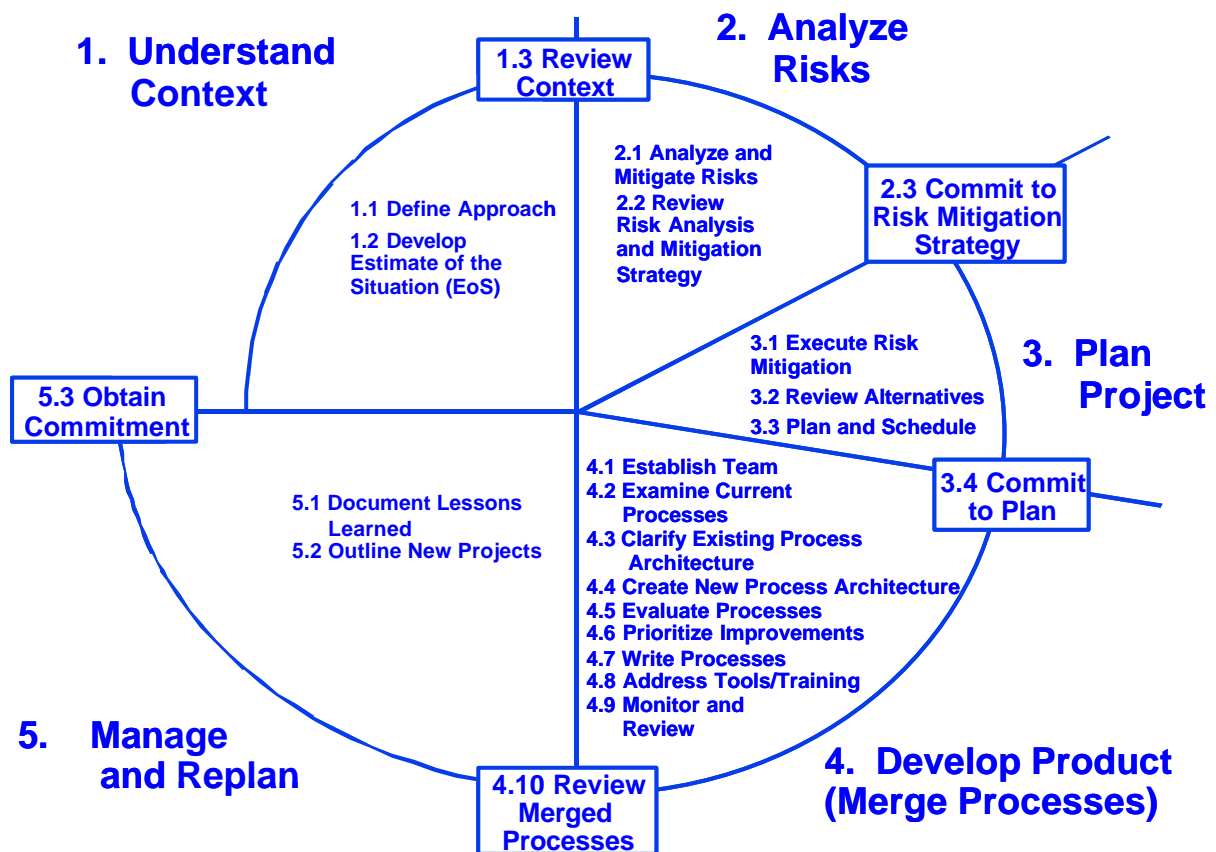 1. Understand
Context
1.3 Review
Context
2. Analyze
Risks
1.1 Define Approach
1.2 Develop
Estimate of the
Situation (EoS)
2.1 Analyze and
Mitigate Risks
2.2 Review
Risk Analysis
and Mitigation
Strategy
2.3 Commit to
Risk Mitigation
Strategy
3.1 Execute Risk
Mitigation
3.2 Review Alternatives
3.3 Plan and Schedule
3. Plan
Project
3.4 Commit
to Plan
4.1 Establish Team
4.2 Examine Current
Processes
4.3 Clarify Existing Process
Architecture
4.4 Create New Process Architecture
4.5 Evaluate Processes
4.6 Prioritize Improvements
4.7 Write Processes
4.8 Address Tools/Training
4.9 Monitor and
Review
4. Develop Product
(Merge Processes)
4.10 Review
Merged
Processes
5.3 Obtain
Commitment
5.1 Document Lessons
Learned
5.2 Outline New Projects
5. Manage
and Replan